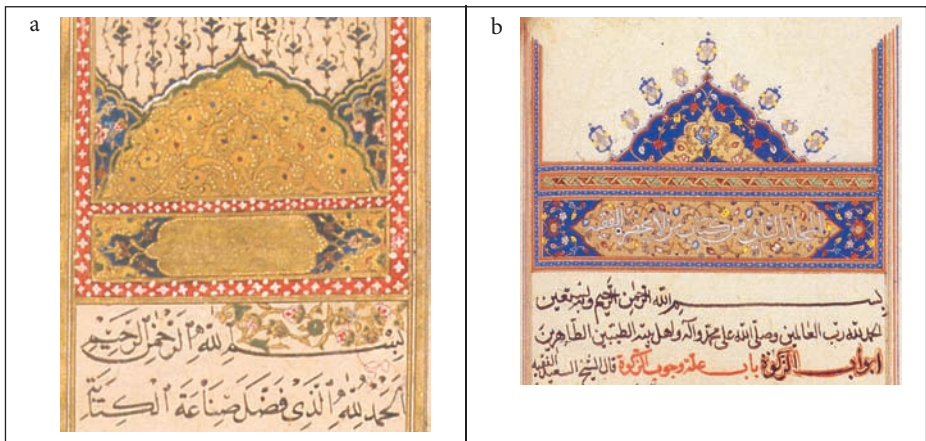 a
بسم الله الرحمن الرحيم
الحمد لله الذي فضل صناعة الكتابة
b
المجلد الثاني من كتاب من لا يحضره الفقيه
بسم الله الرحمن الرحيم وبه نستعين
الحمد لله رب العالمين وصلى الله على محمد وآله واهل بيته الطيبين الطاهرين
ابواب الزكوة باب علة وجوب الزكوة قال الشيخ السعيد الفقيه